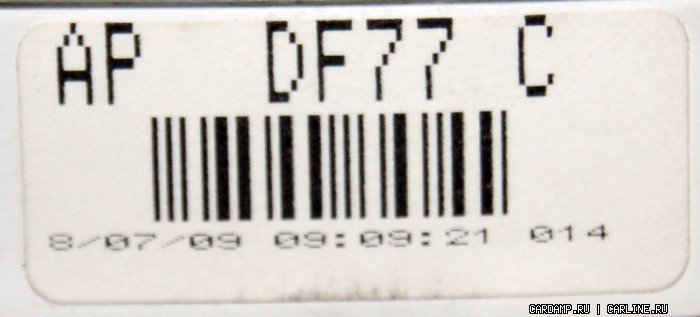 AP DF77 C
8/07/09 09:09:21 014
CARDAMP.RU | CARLINE.RU